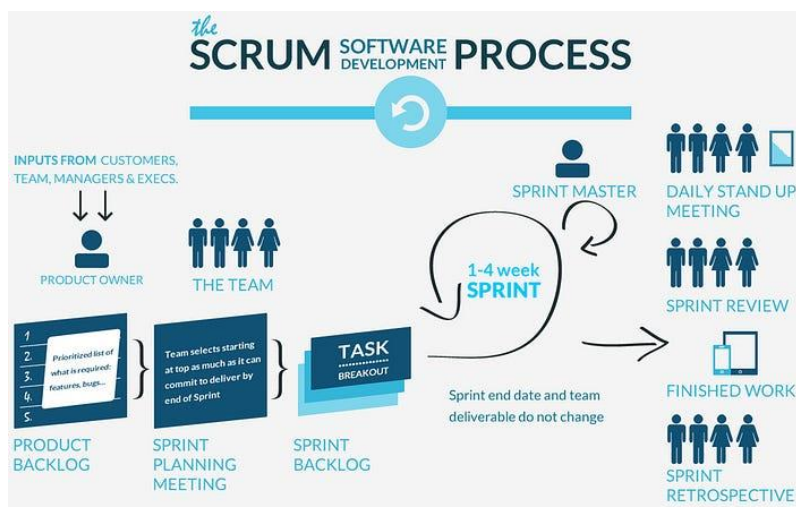 the
SCRUM SOFTWARE DEVELOPMENT PROCESS
INPUTS FROM CUSTOMERS,
TEAM, MANAGERS & EXECS.
PRODUCT OWNER
THE TEAM
SPRINT MASTER
1-4 week
SPRINT
DAILY STAND UP
MEETING
SPRINT REVIEW
FINISHED WORK
SPRINT
RETROSPECTIVE
1
2.
3.
4.
5.
Prioritized list of
what is required:
features, bugs...
PRODUCT
BACKLOG
Team selects starting
at top as much as it can
commit to deliver by
end of Sprint
SPRINT
PLANNING
MEETING
TASK
BREAKOUT
SPRINT
BACKLOG
Sprint end date and team
deliverable do not change